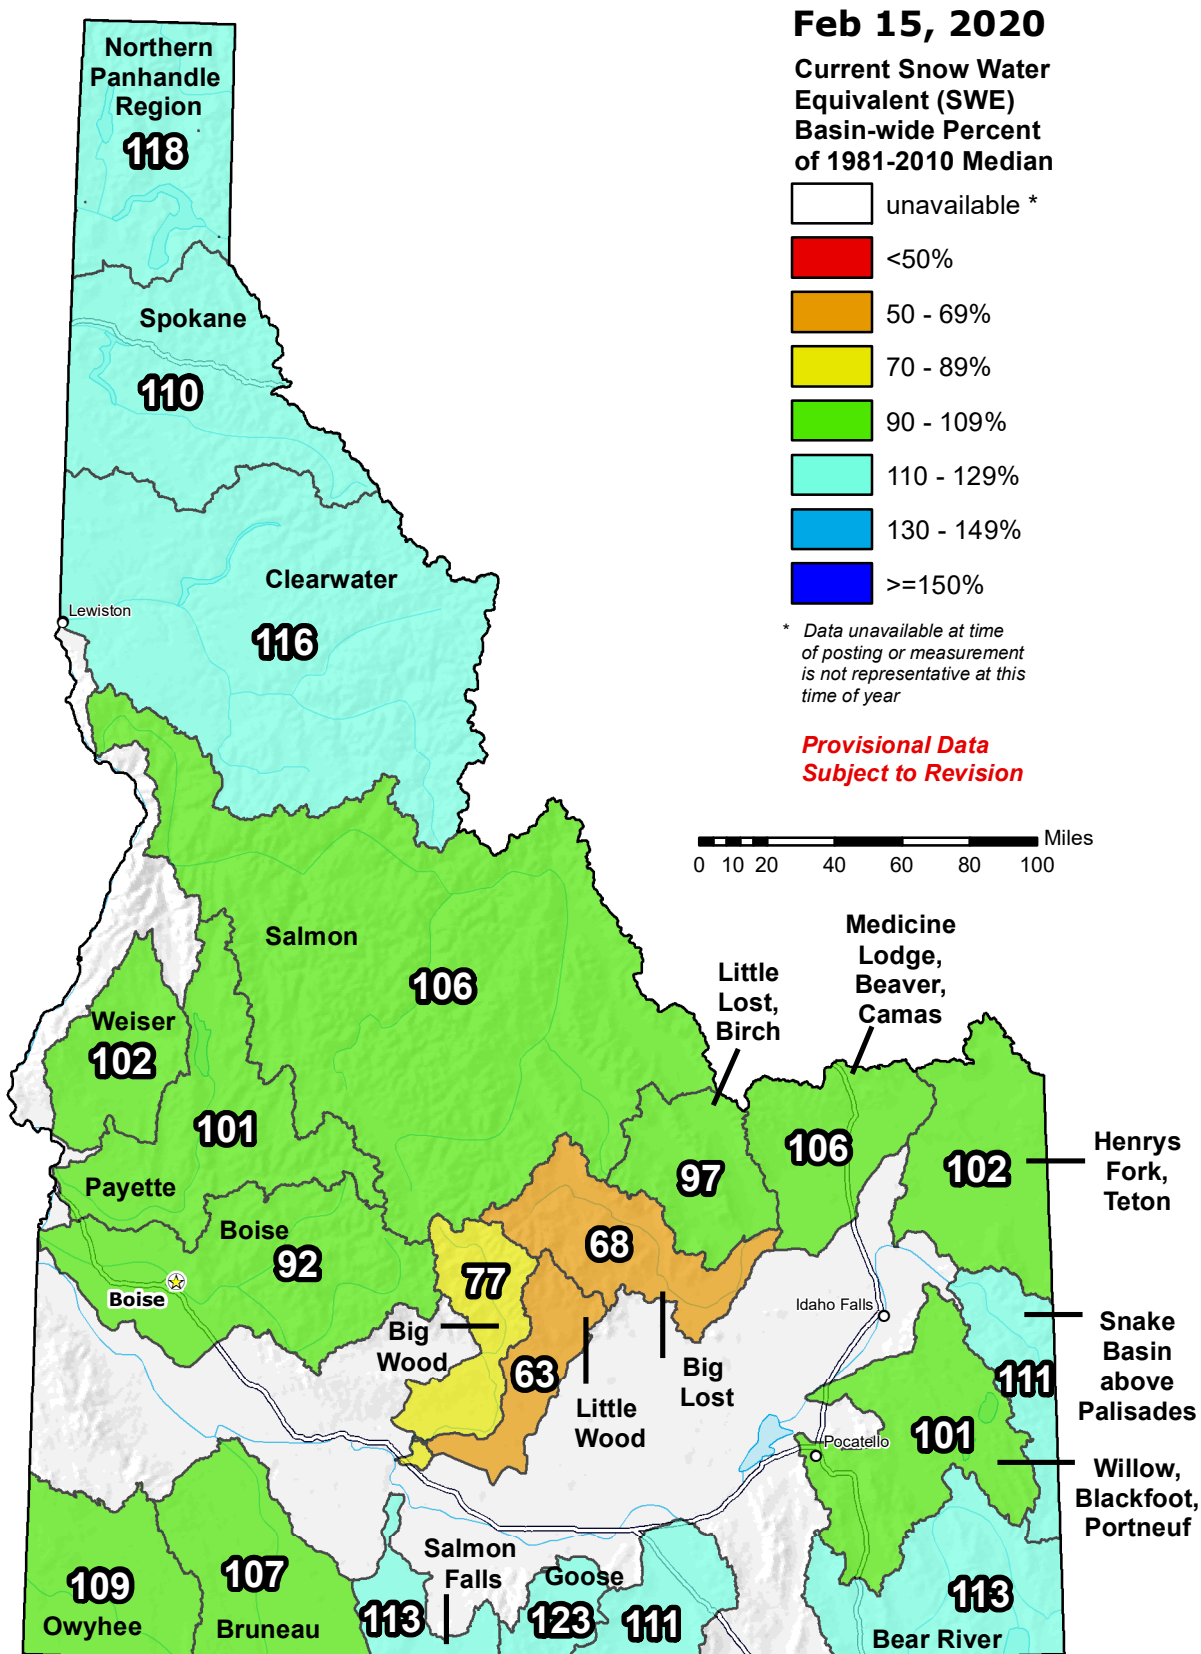 Feb 15, 2020
Current Snow Water
Equivalent (SWE)
Basin-wide Percent
of 1981-2010 Median
unavailable *
<50%
50 - 69%
70 - 89%
90 - 109%
110 - 129%
130 - 149%
>=150%
* Data unavailable at time
of posting or measurement
is not representative at this
time of year
Provisional Data
Subject to Revision
Miles
0 10 20 40 60 80 100
Northern
Panhandle
Region
118
Spokane
110
Clearwater
116
Lewiston
Salmon
106
Weiser
102
101
Payette
Boise
92
Boise
Little
Lost,
Birch
97
Medicine
Lodge,
Beaver,
Camas
106
102
Henrys
Fork,
Teton
68
77
63
Big
Wood
Little
Wood
Big
Lost
Idaho Falls
Snake
Basin
above
Palisades
111
101
Pocatello
Willow,
Blackfoot,
Portneuf
109
Owyhee
107
Bruneau
Salmon
Falls
113
Goose
123
111
113
Bear River